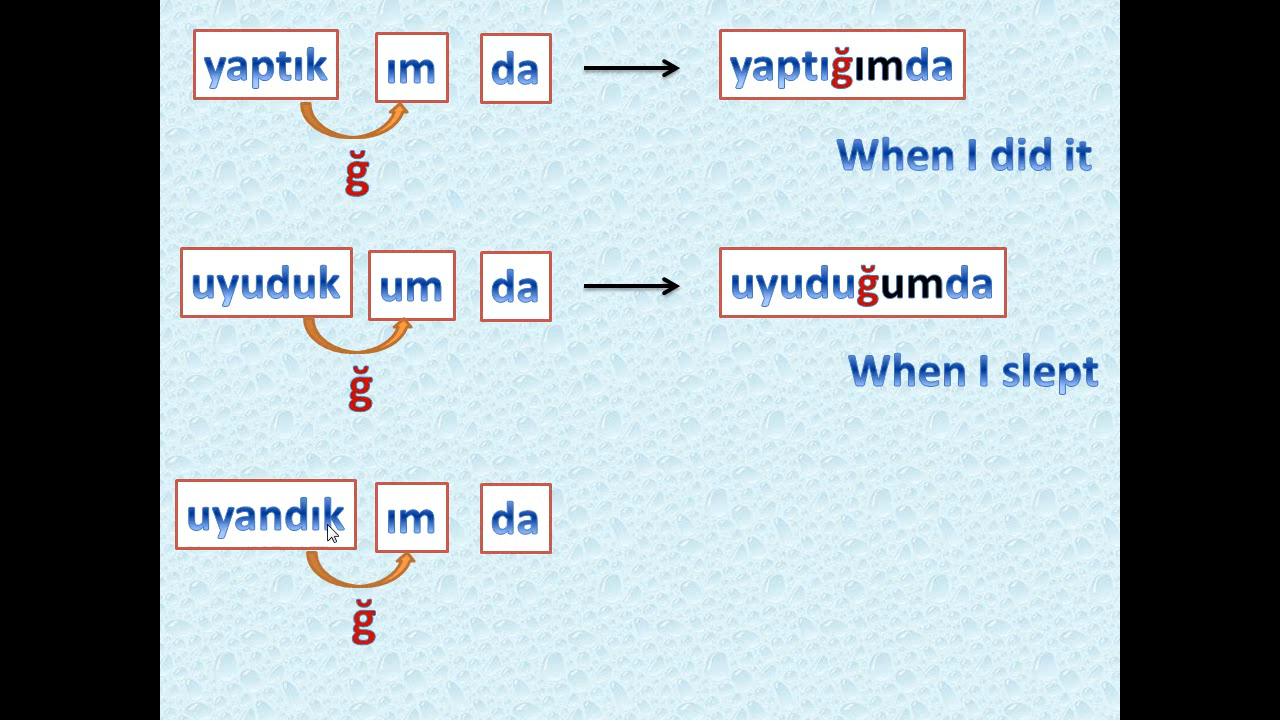 yaptık ım da yaptığımda
ğ
When I did it
uyuduk um da uyuduğumda
ğ
When I slept
uyandık ım da
ğ